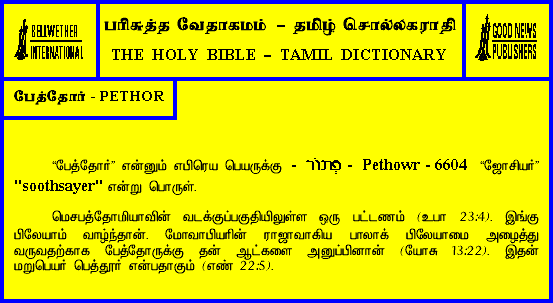 BELLWETHER
INTERNATIONAL
பரிசுத்த வேதாகமம் – தமிழ் சொல்லகராதி
THE HOLY BIBLE – TAMIL DICTIONARY
GOOD NEWS
PUBLISHERS
பேத்தோர் - PETHOR
“பேத்தோர்” என்னும் எபிரெய பெயருக்கு - - Pethowr - 6604 “ஜோசியர்”
"soothsayer" என்று பொருள்.
மெசபத்தோமியாவின் வடக்குப்பகுதியிலுள்ள ஒரு பட்டணம் (உபா 23:4). இங்கு
பிலேயாம் வாழ்ந்தான். மோவாபியரின் ராஜாவாகிய பாலாக் பிலேயாமை அழைத்து
வருவதற்காக பேத்தோருக்கு தன் ஆட்களை அனுப்பினான் (யோசு 13:22). இதன்
மறுபெயர் பெத்தூர் என்பதாகும் (எண் 22:5).